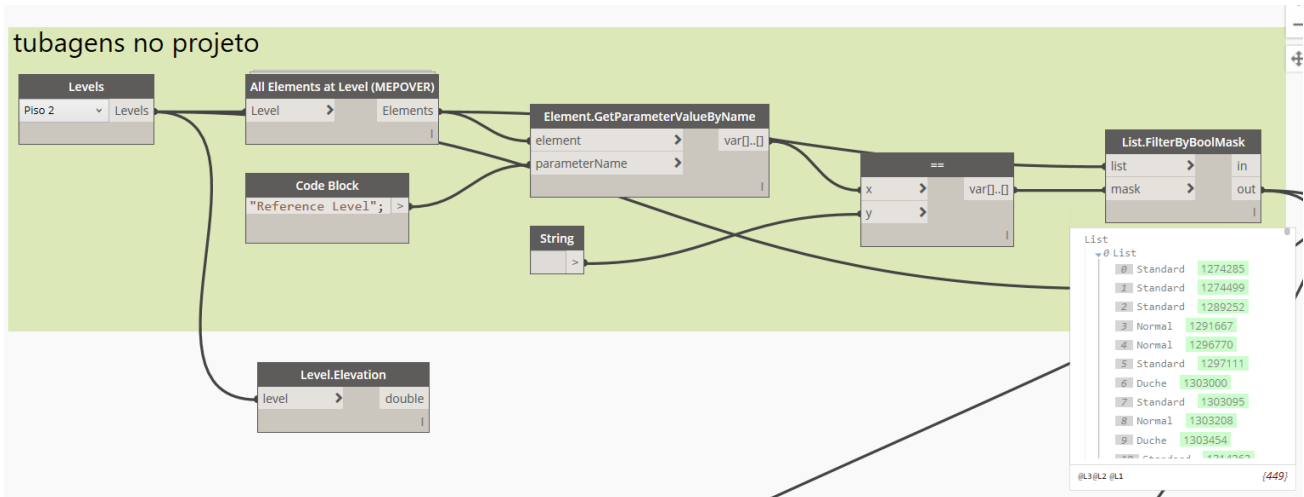 tubagens no projeto
Levels
Piso 2 Levels
All Elements at Level (MEPOVER)
Level > Elements
Code Block
"Reference Level"; >
Element.GetParameterValueByName
element > var[]..[]
parameterName >
String
>
==
x > var[]..[]
y >
List.FilterByBoolMask
list > in
mask > out
Level.Elevation
level > double
List
0 List
0 Standard 1274285
1 Standard 1274499
2 Standard 1289252
3 Normal 1291667
4 Normal 1296770
5 Standard 1297111
6 Duche 1303000
7 Standard 1303095
8 Normal 1303208
9 Duche 1303454
@L3@L2 @L1 {449}